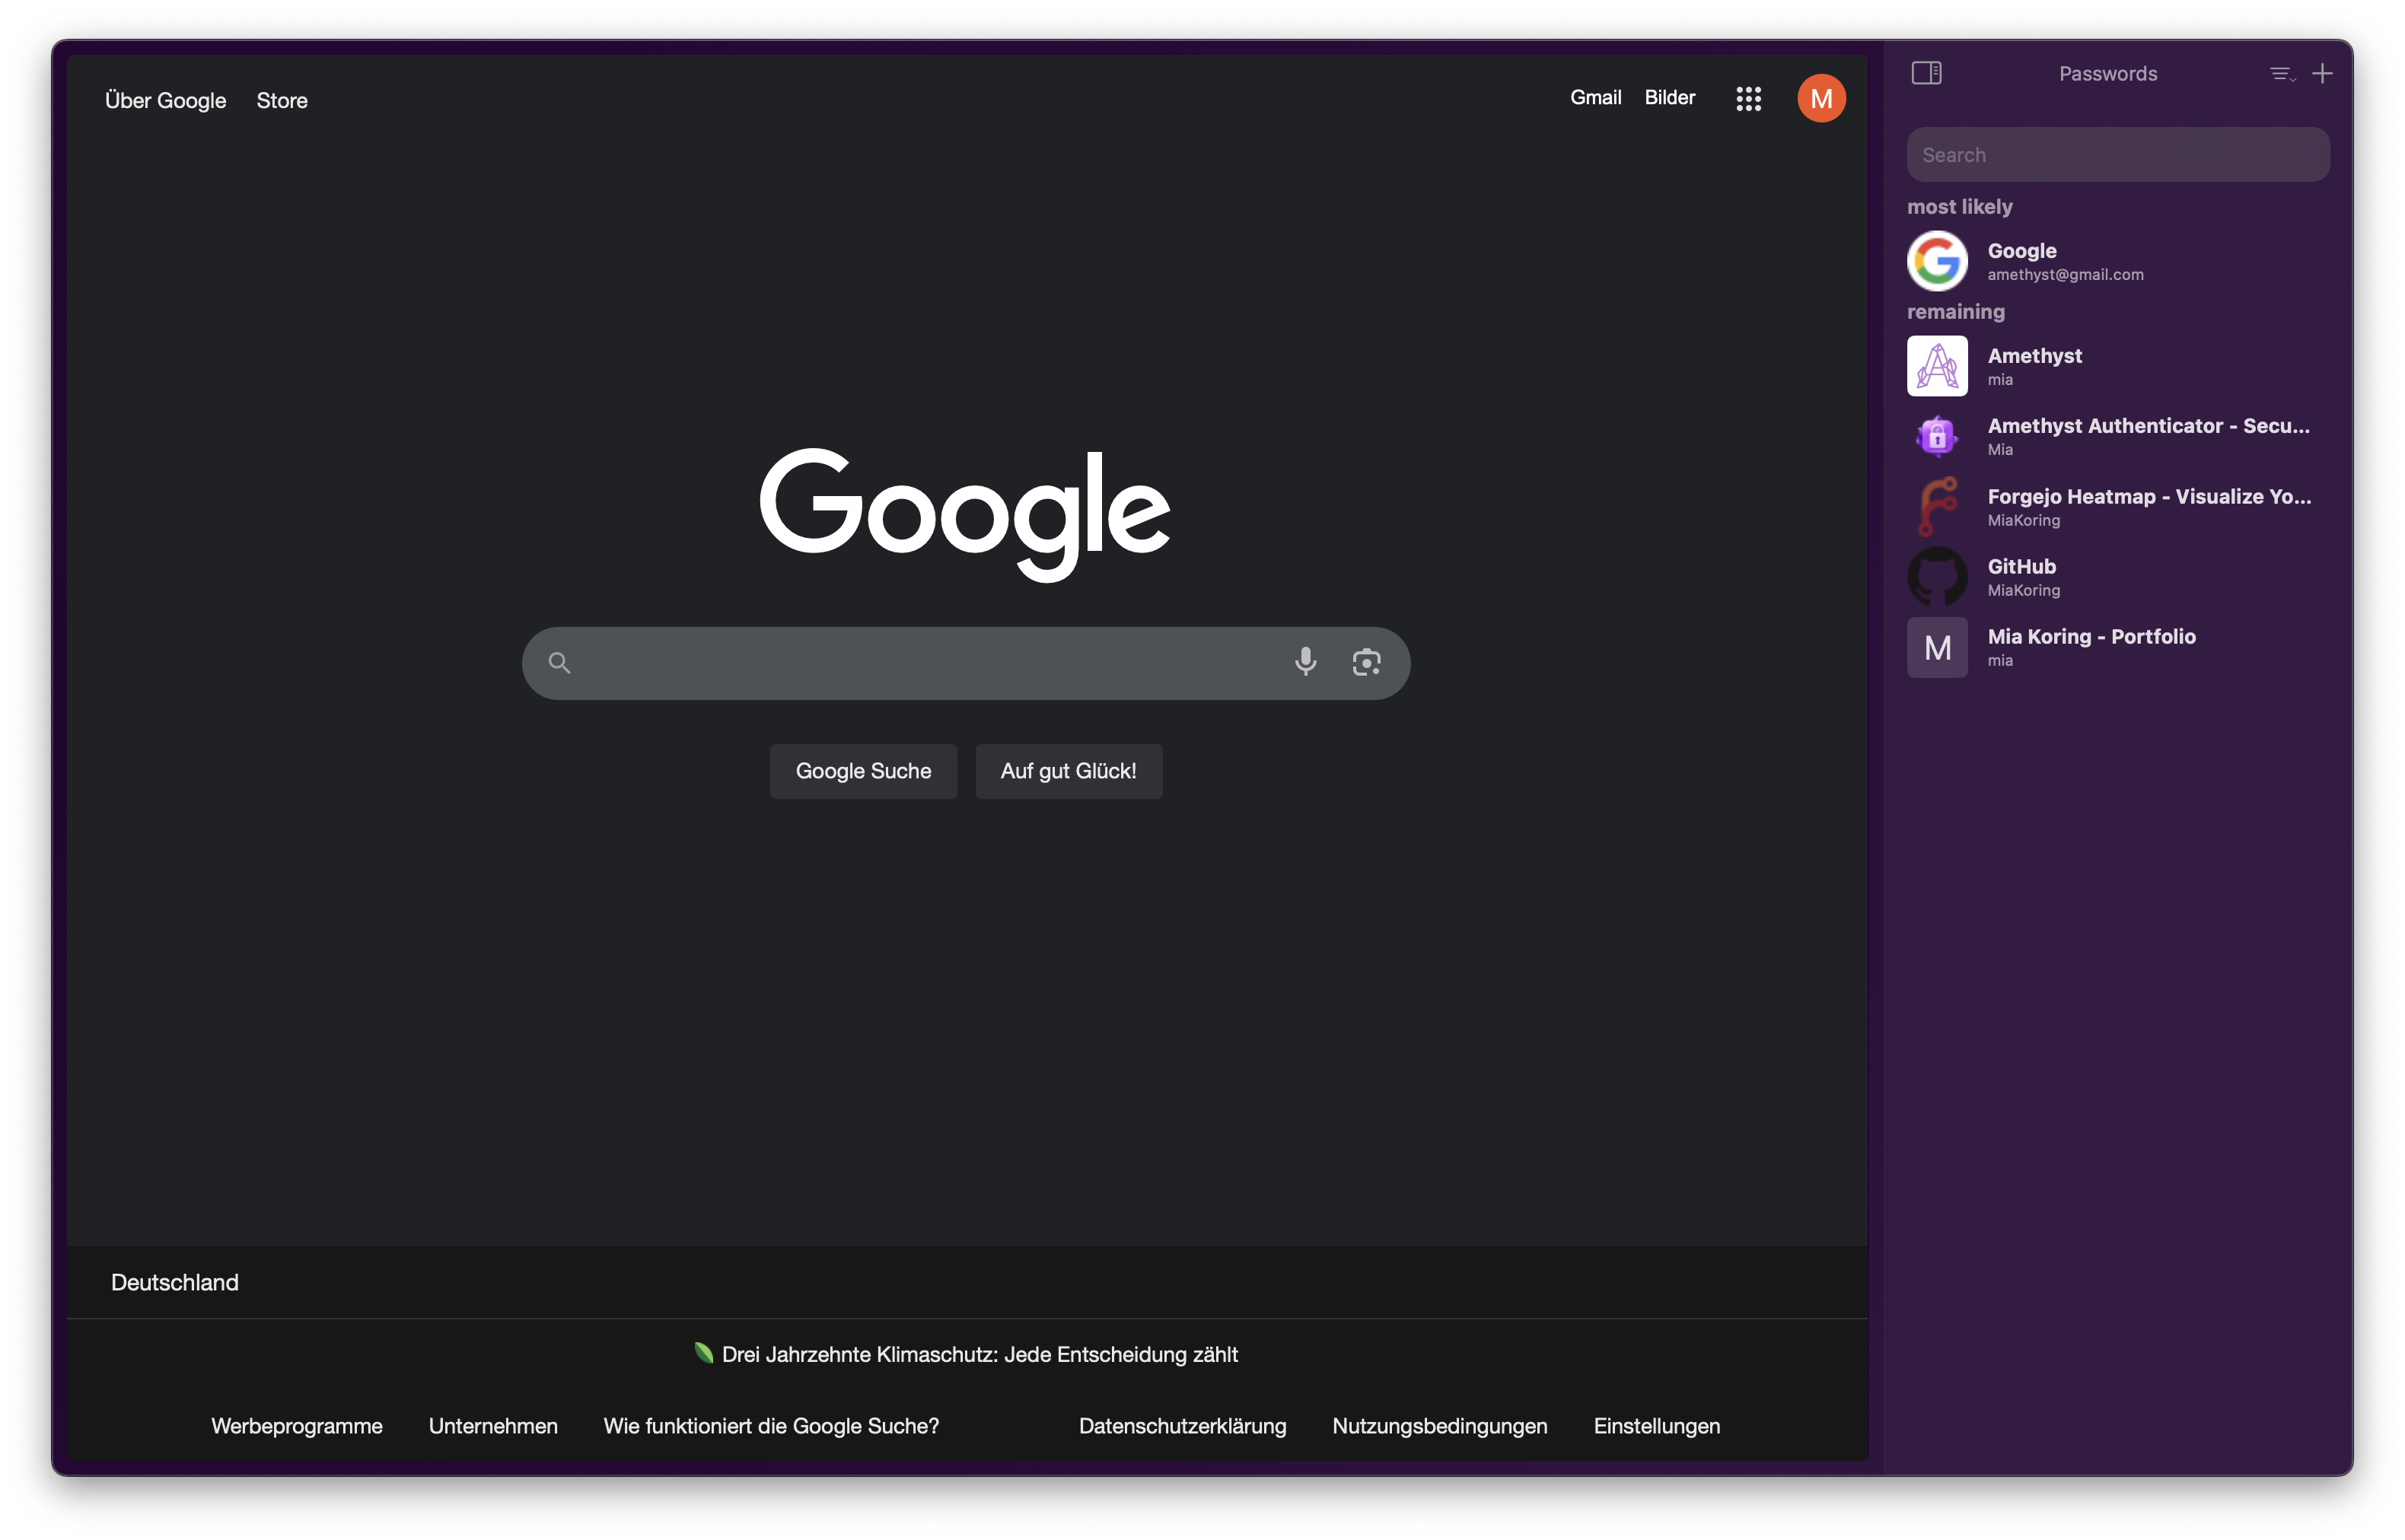 Über Google Store
Gmail Bilder M
Google
Google Suche Auf gut Glück!
Deutschland
Drei Jahrzehnte Klimaschutz: Jede Entscheidung zählt
Werbeprogramme Unternehmen Wie funktioniert die Google Suche? Datenschutzerklärung Nutzungsbedingungen Einstellungen
Passwords
Search
most likely
Google
amethyst@gmail.com
remaining
Amethyst
mia
Amethyst Authenticator - Secu...
Mia
Forgejo Heatmap - Visualize Yo...
MiaKoring
GitHub
MiaKoring
M
Mia Koring - Portfolio
mia